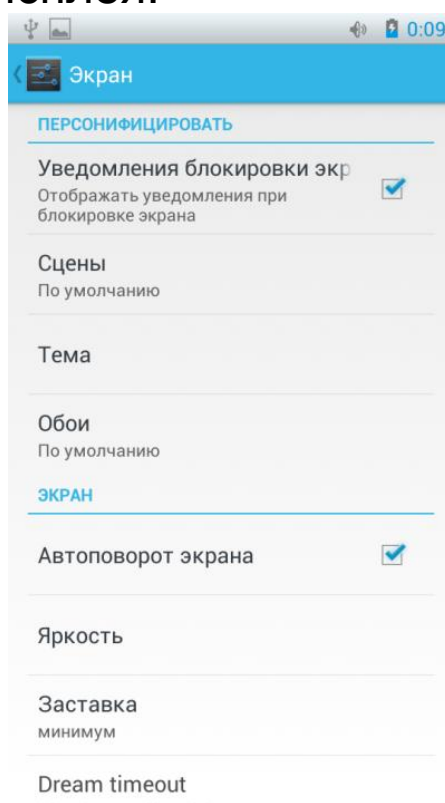 0:09
Экран
ПЕРСОНИФИЦИРОВАТЬ
Уведомления блокировки экр
Отображать уведомления при
блокировке экрана
Сцены
По умолчанию
Тема
Обои
По умолчанию
ЭКРАН
Автоповорот экрана
Яркость
Заставка
минимум
Dream timeout